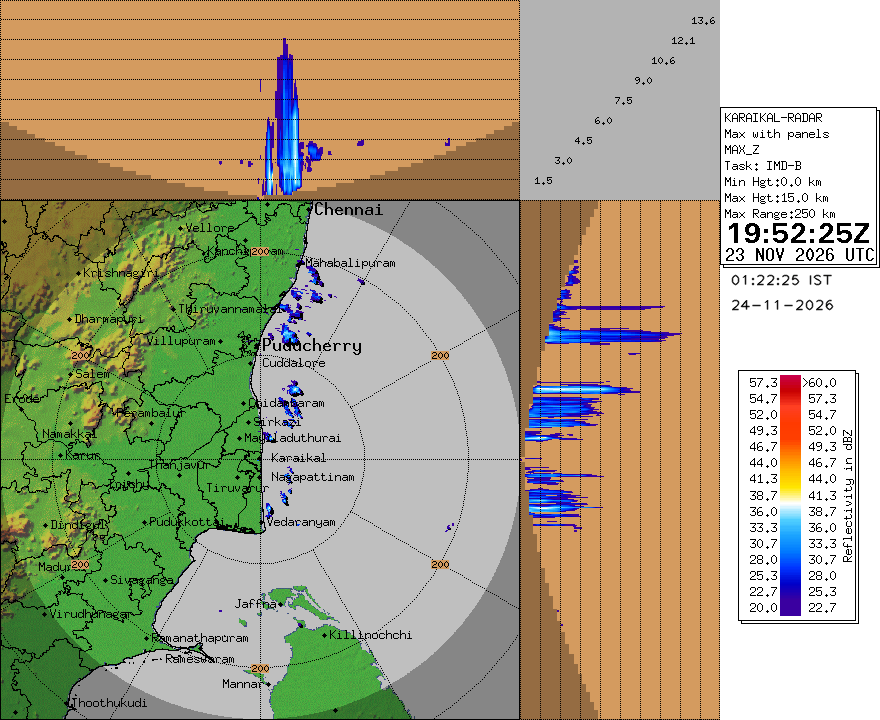 13.6
12.1
10.6
9.0
7.5
6.0
4.5
3.0
1.5
KARAIKAL-RADAR
Max with panels
MAX_Z
Task: IMD-B
Min Hgt:0.0 km
Max Hgt:15.0 km
Max Range:250 km
19:52:25Z
23 NOV 2026 UTC
01:22:25 IST
24-11-2026
Chennai
Vellore
200
Mahabalipuram
Krishnagiri
Thiruvannamalai
Dharmapuri
Villupuram
Puducherry
200
200
Cuddalore
Salem
Erode
Chidambaram
Perambalur
Sirkazi
Namakkal
Mayiladuthurai
Karur
Karaikal
Thanjavur
Nagapattinam
Tiruvarur
Dindigul
Pudukkottai
Vedaranyam
200
200
Madurai
Sivaganga
Jaffna
Virudhunagar
Killinochchi
Ramanathapuram
Rameswaram
200
Mannar
Thoothukudi
57.3 >60.0
54.7 57.3
52.0 54.7
49.3 52.0
46.7 49.3
44.0 46.7
41.3 44.0
38.7 41.3
36.0 38.7
33.3 36.0
30.7 33.3
28.0 30.7
25.3 28.0
22.7 25.3
20.0 22.7
Reflectivity in dBZ